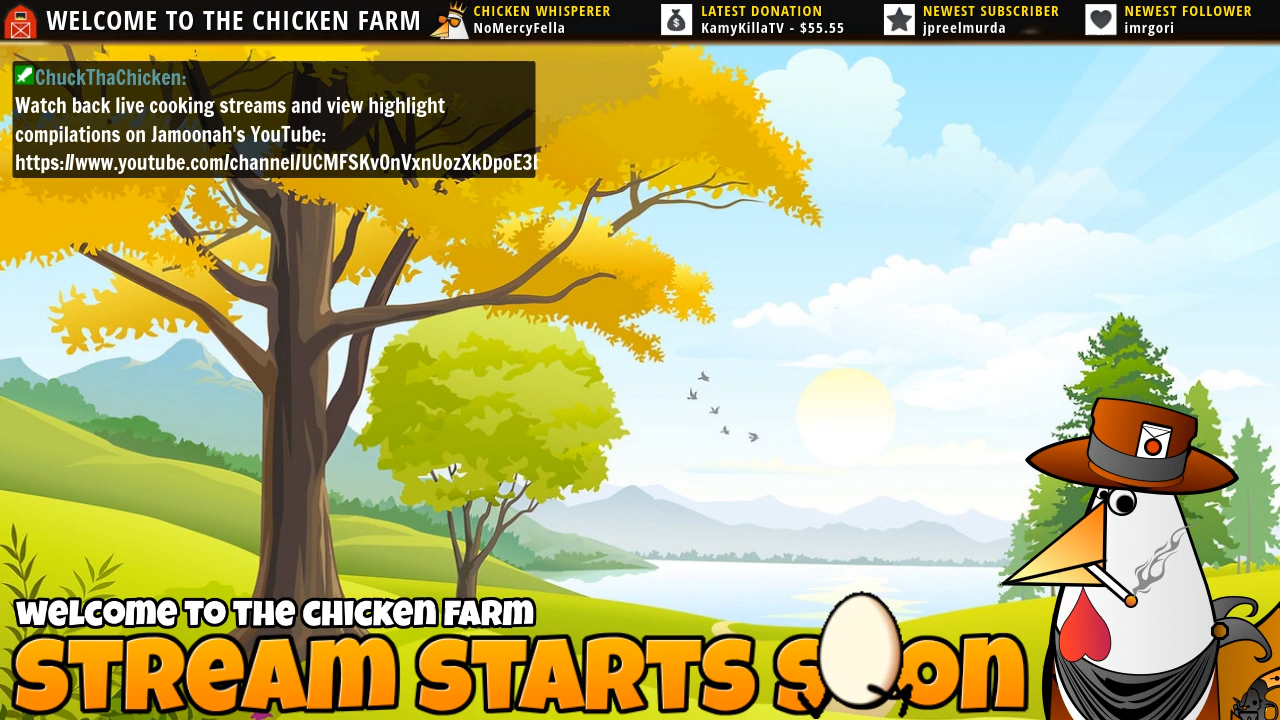 WELCOME TO THE CHICKEN FARM
CHICKEN WHISPERER
NoMercyFella
LATEST DONATION
KamyKillaTV - $55.55
NEWEST SUBSCRIBER
jpreelmurda
NEWEST FOLLOWER
imrgori
ChuckThaChicken:
Watch back live cooking streams and view highlight
compilations on Jamoonah's YouTube:
https://www.youtube.com/channel/UCMFSKv0nVxnUozXkDpoE3
WELCOME TO THE CHICKEN FARM
STREAM STARTS SOON